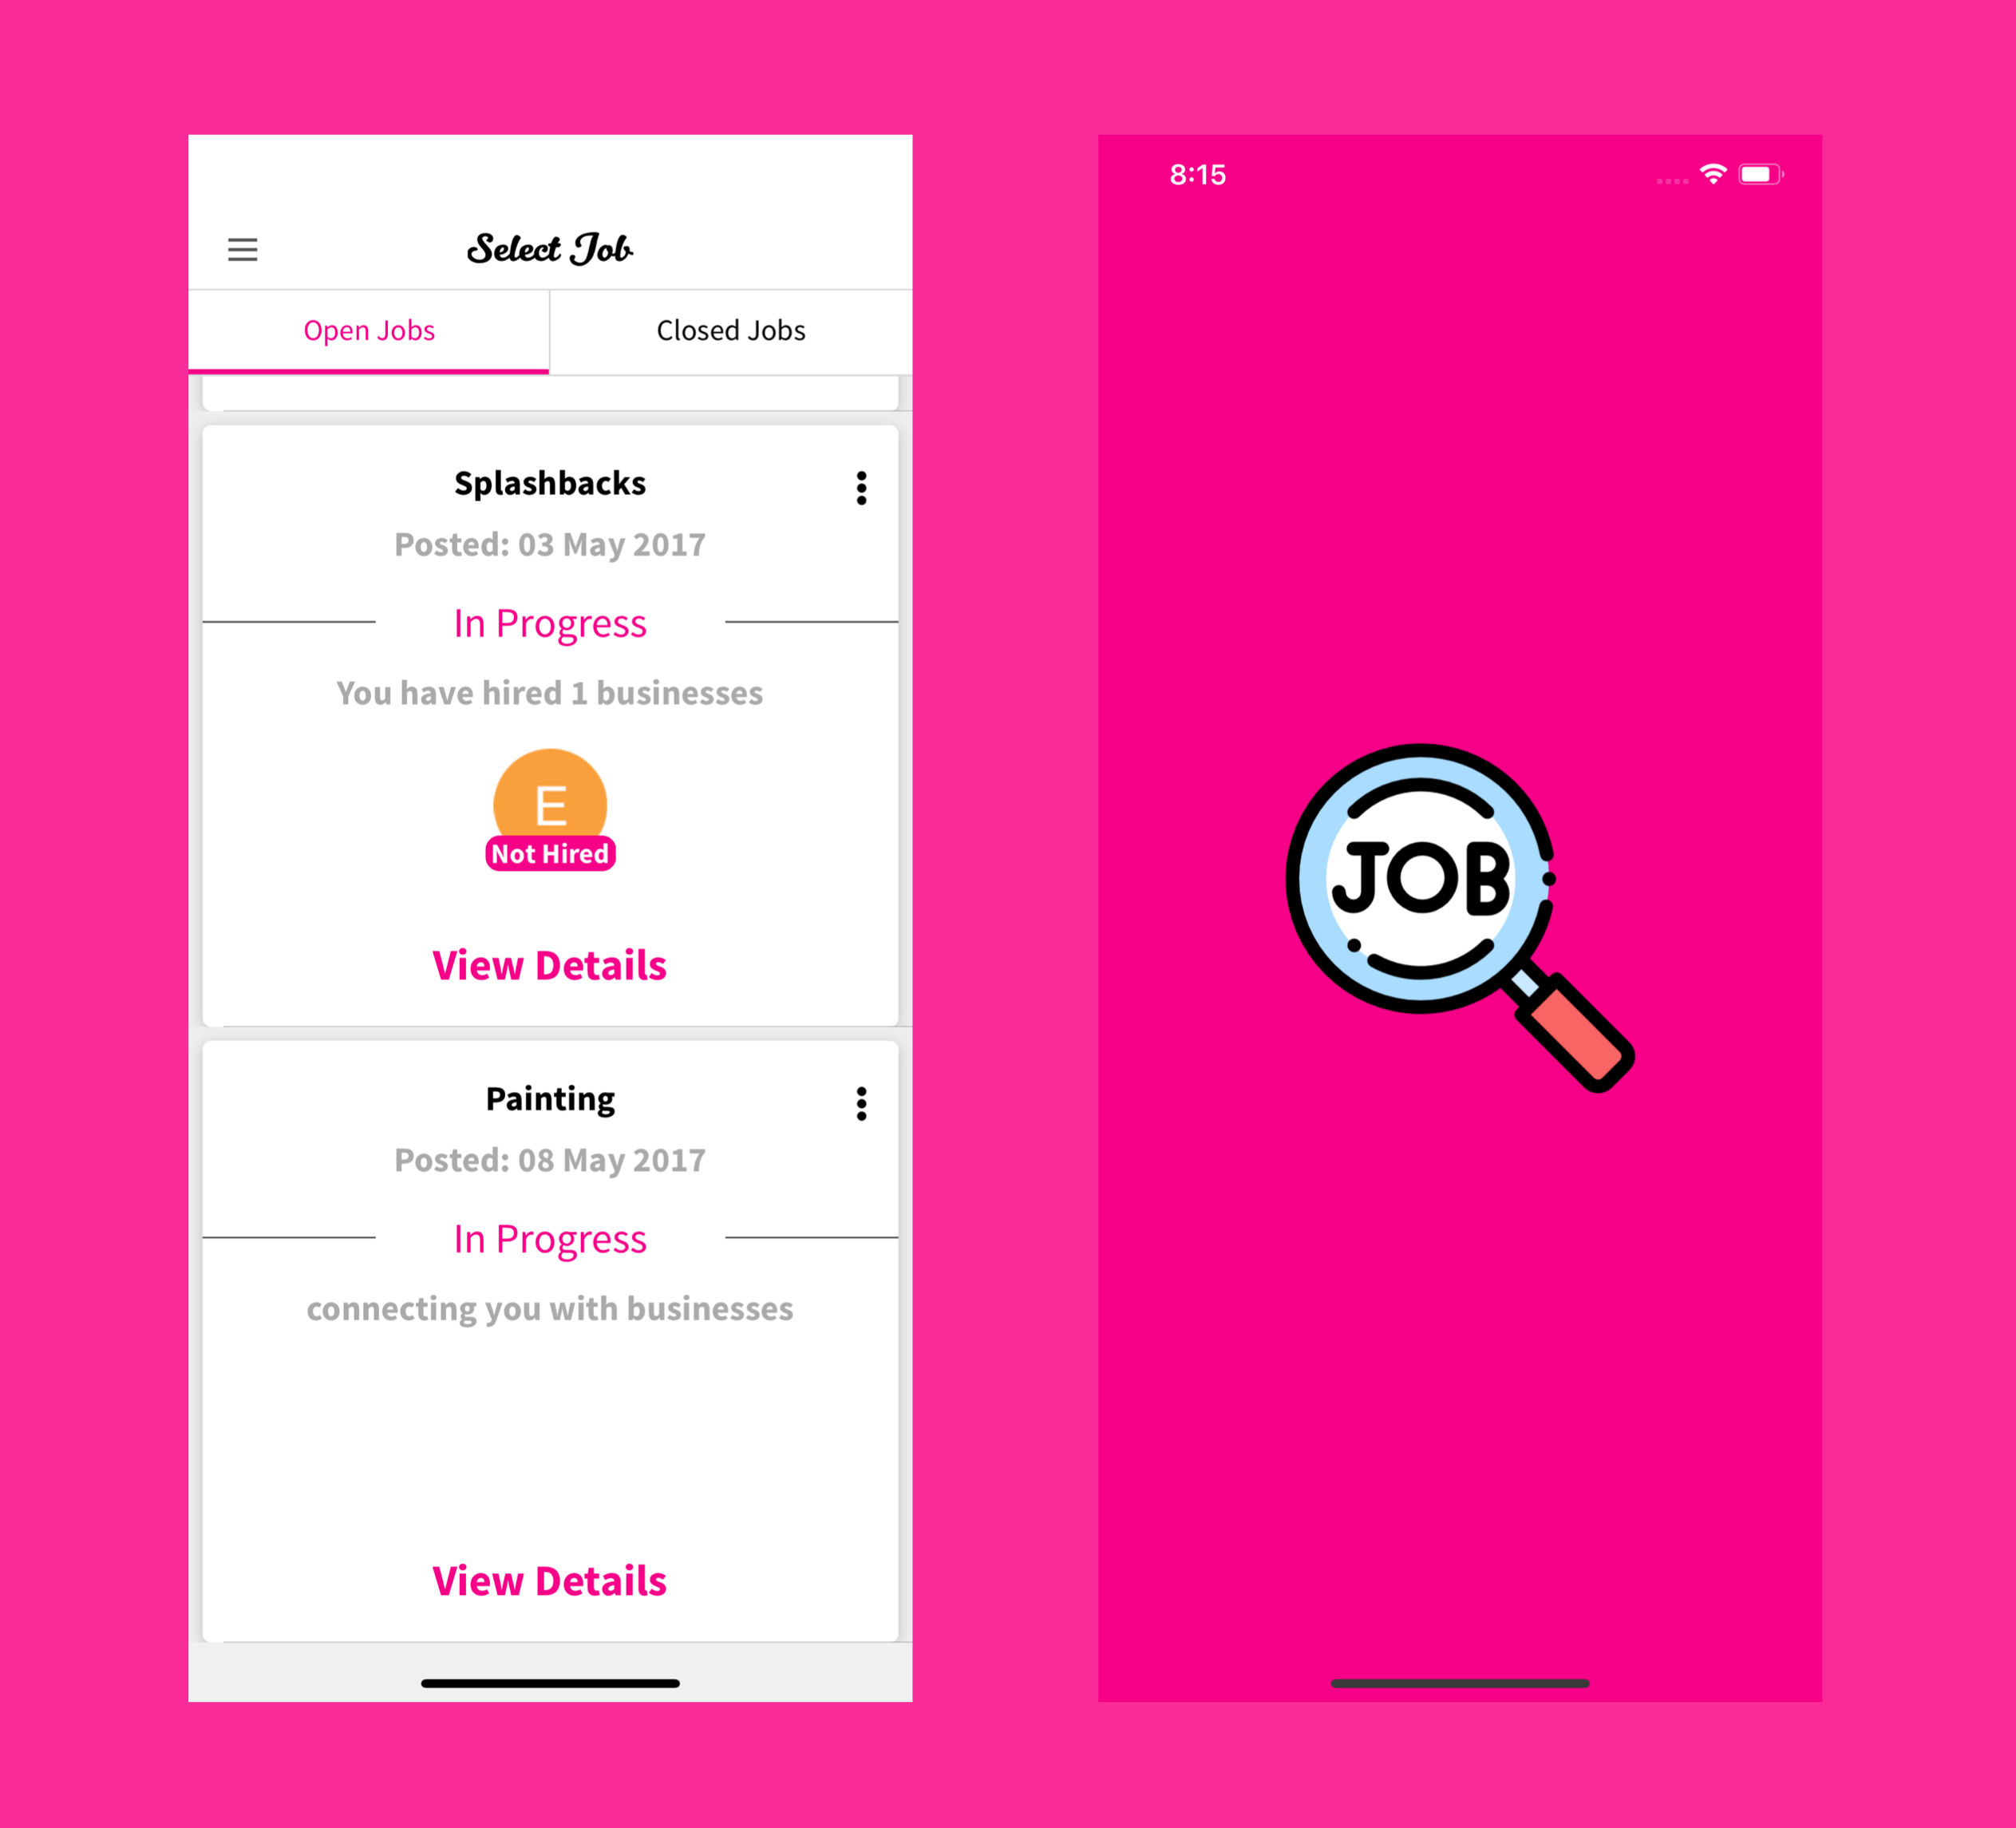 Select Job
Open Jobs
Closed Jobs
Splashbacks
Posted: 03 May 2017
In Progress
You have hired 1 businesses
E
Not Hired
View Details
Painting
Posted: 08 May 2017
In Progress
connecting you with businesses
View Details
8:15
JOB